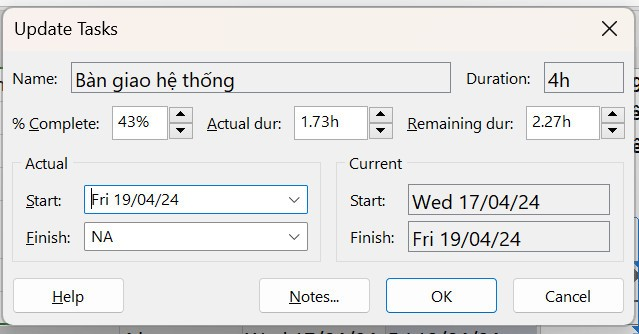 Update Tasks
Name: Bàn giao hệ thống Duration: 4h
% Complete: 43% Actual dur: 1.73h Remaining dur: 2.27h
Actual Current
Start: Fri 19/04/24 Start: Wed 17/04/24
Finish: NA Finish: Fri 19/04/24
Help Notes... OK Cancel